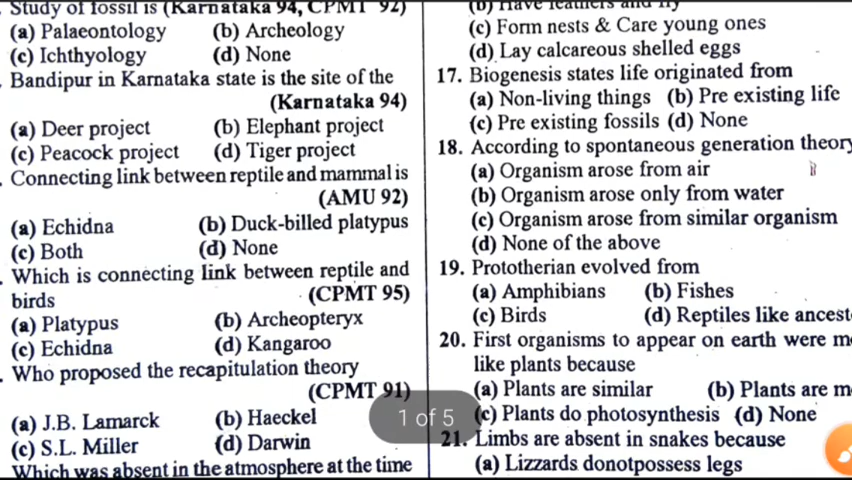 Study of fossil is (Karnataka 94, CPMT 92)
(a) Palaeontology (b) Archeology
(c) Ichthyology (d) None
Bandipur in Karnataka state is the site of the
(Karnataka 94)
(a) Deer project (b) Elephant project
(c) Peacock project (d) Tiger project
Connecting link between reptile and mammal is
(AMU 92)
(a) Echidna (b) Duck-billed platypus
(c) Both (d) None
Which is connecting link between reptile and
birds (CPMT 95)
(a) Platypus (b) Archeopteryx
(c) Echidna (d) Kangaroo
Who proposed the recapitulation theory
(CPMT 91)
(a) J.B. Lamarck (b) Haeckel
(c) S.L. Miller (d) Darwin
Which was absent in the atmosphere at the time
(b) Have feathers and fly
(c) Form nests & Care young ones
(d) Lay calcareous shelled eggs
17. Biogenesis states life originated from
(a) Non-living things (b) Pre existing life
(c) Pre existing fossils (d) None
18. According to spontaneous generation theory
(a) Organism arose from air
(b) Organism arose only from water
(c) Organism arose from similar organism
(d) None of the above
19. Prototherian evolved from
(a) Amphibians (b) Fishes
(c) Birds (d) Reptiles like ancest
20. First organisms to appear on earth were m
like plants because
(a) Plants are similar (b) Plants are m
(c) Plants do photosynthesis (d) None
21. Limbs are absent in snakes because
(a) Lizzards donotpossess legs
1 of 5